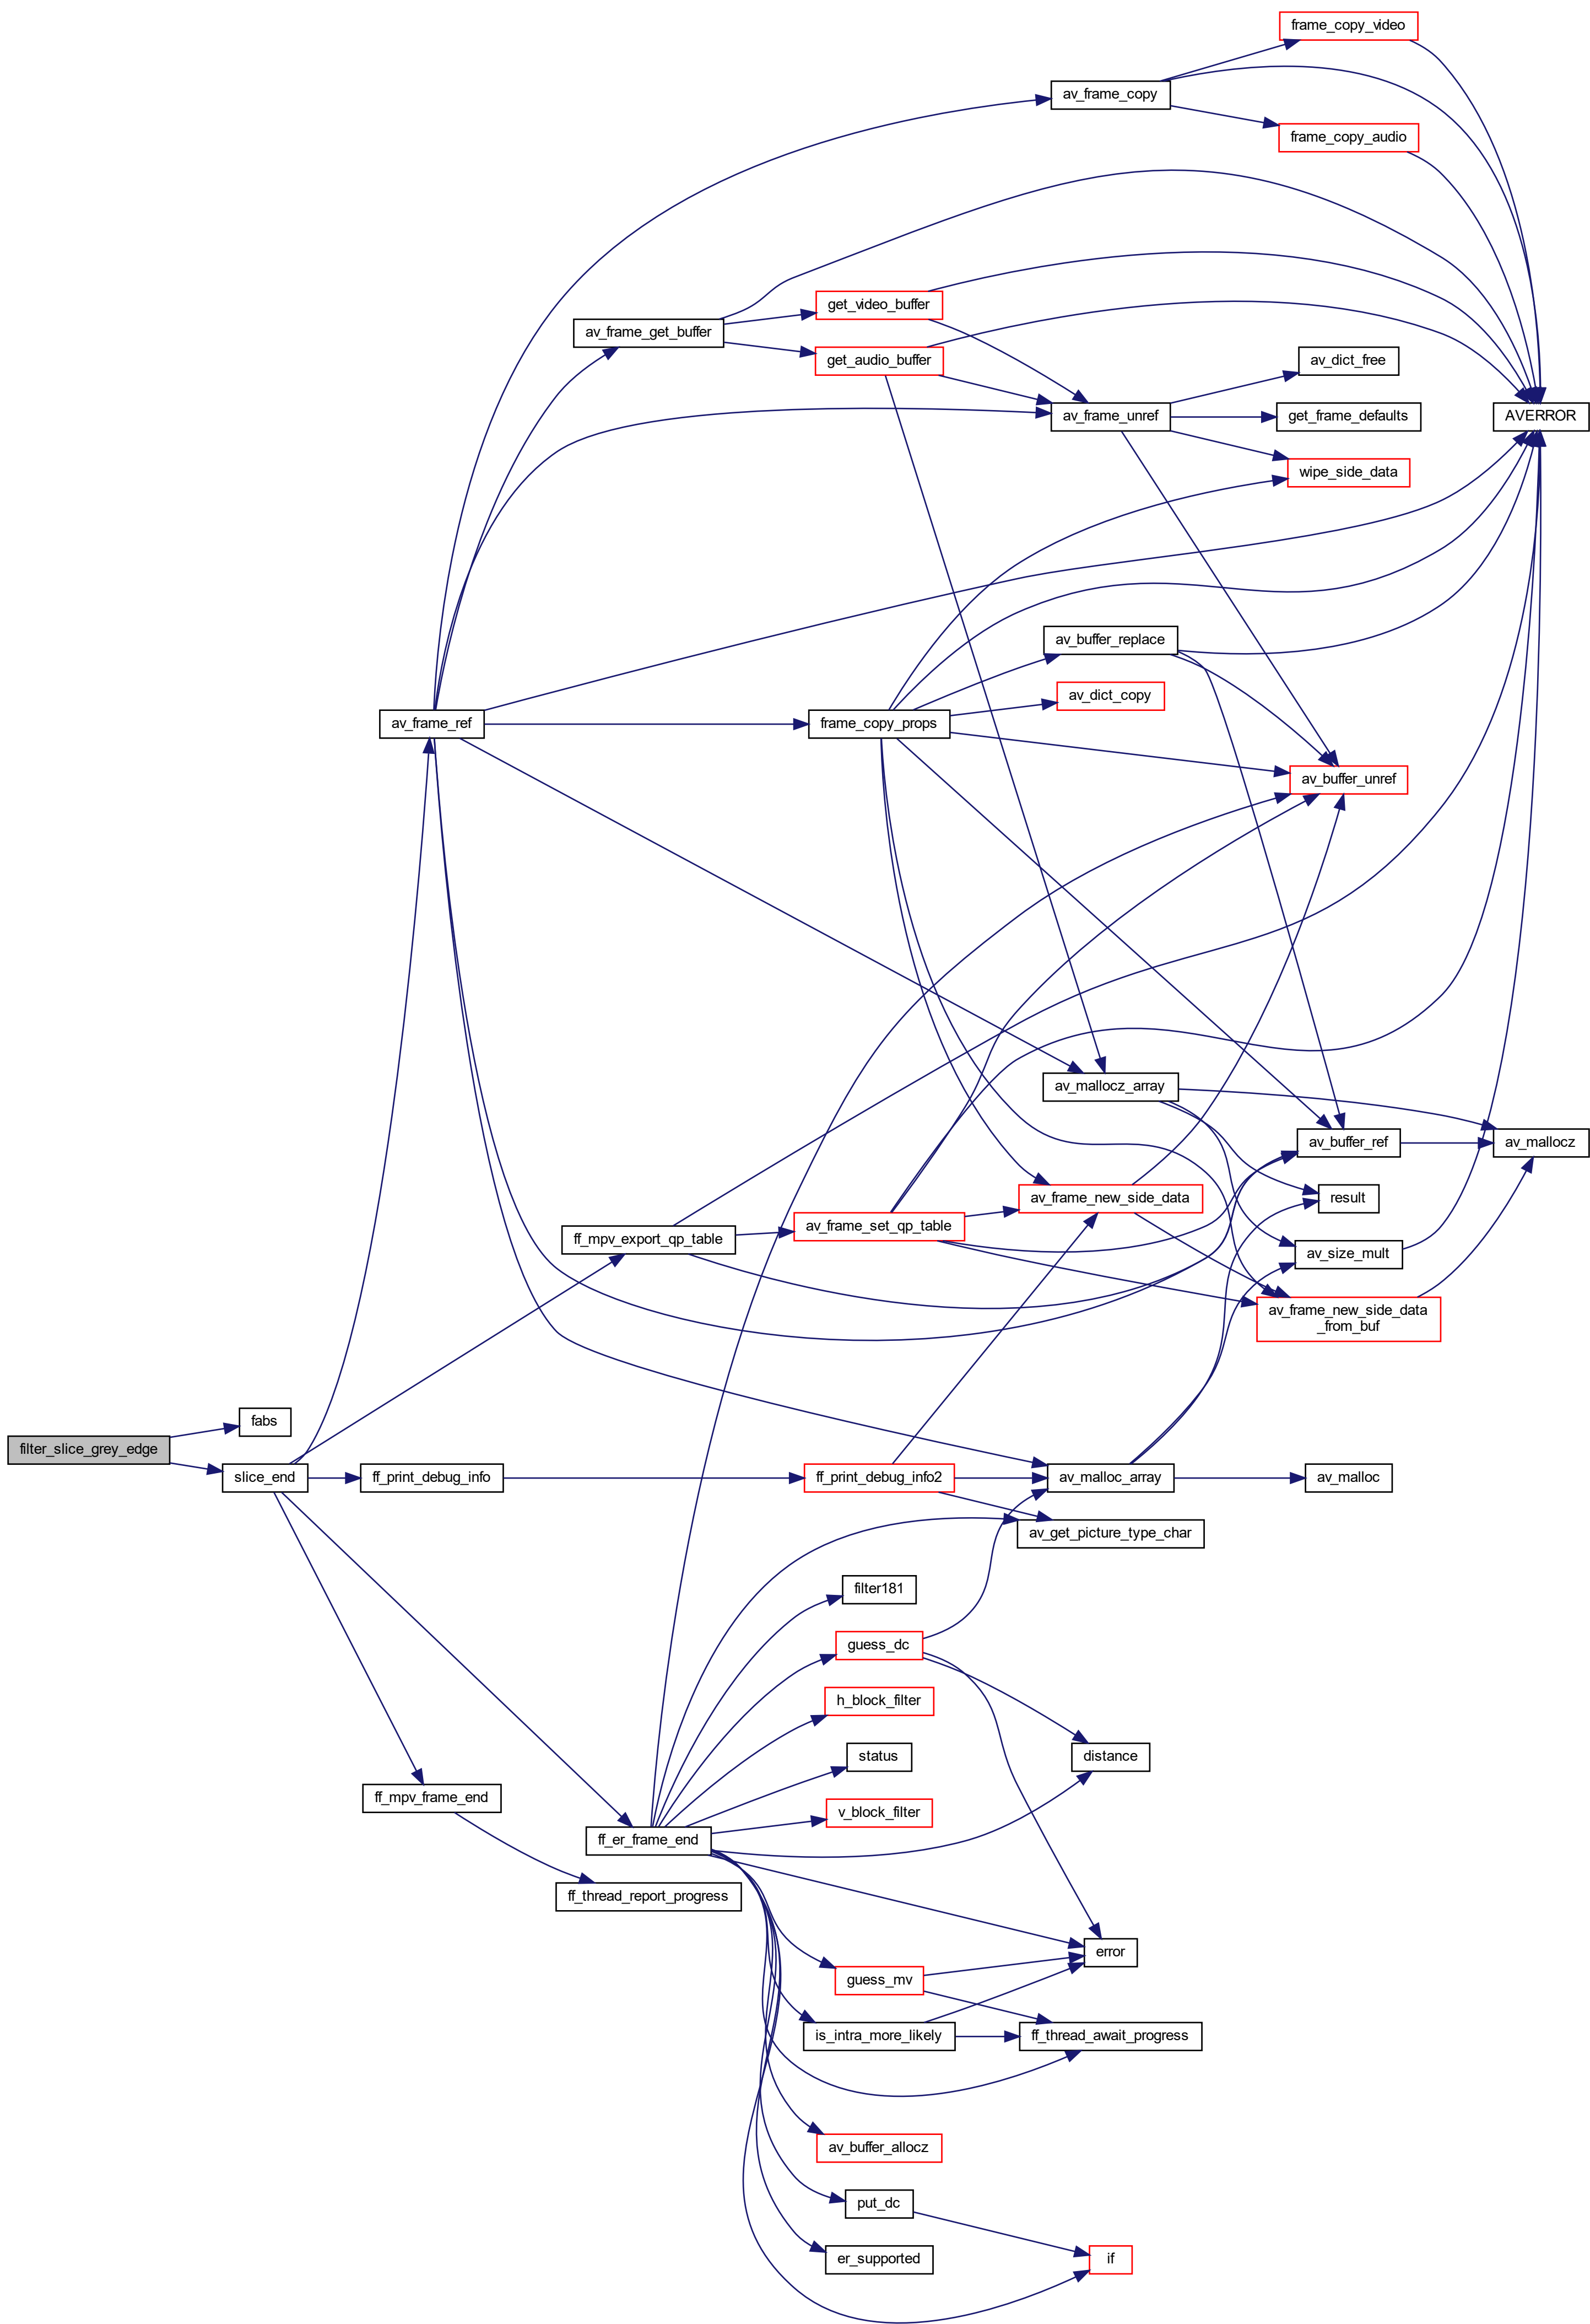 frame_copy_video
av_frame_copy
frame_copy_audio
get_video_buffer
av_frame_get_buffer
get_audio_buffer
av_dict_free
av_frame_unref
get_frame_defaults
AVERROR
wipe_side_data
av_buffer_replace
av_dict_copy
av_frame_ref
frame_copy_props
av_buffer_unref
av_mallocz_array
av_buffer_ref
av_mallocz
av_frame_new_side_data
result
av_frame_set_qp_table
ff_mpv_export_qp_table
av_size_mult
av_frame_new_side_data
_from_buf
fabs
filter_slice_grey_edge
slice_end
ff_print_debug_info
ff_print_debug_info2
av_malloc_array
av_malloc
av_get_picture_type_char
filter181
guess_dc
h_block_filter
status
distance
ff_mpv_frame_end
v_block_filter
ff_er_frame_end
ff_thread_report_progress
error
guess_mv
is_intra_more_likely
ff_thread_await_progress
av_buffer_allocz
put_dc
er_supported
if